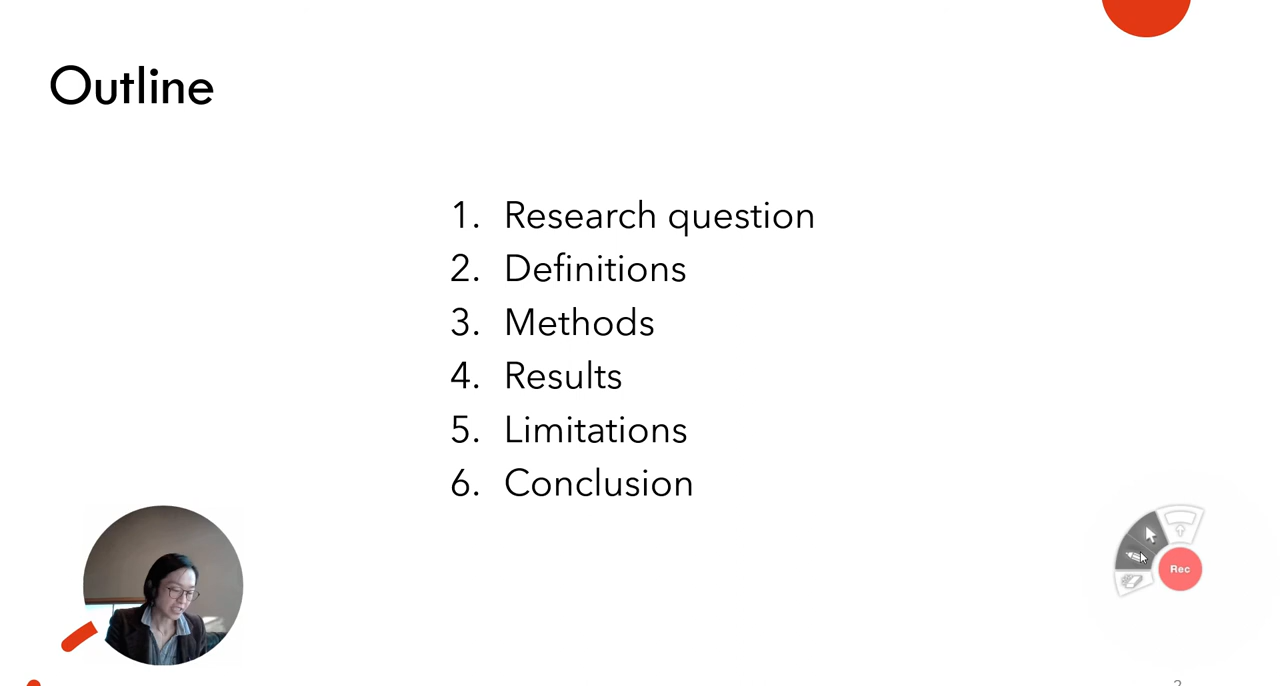 Outline
1. Research question
2. Definitions
3. Methods
4. Results
5. Limitations
6. Conclusion
Rec